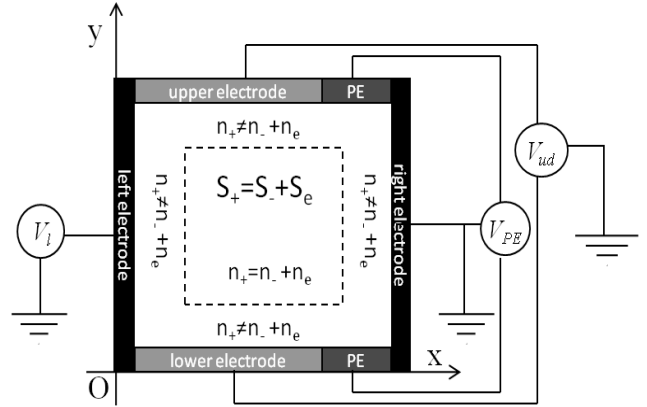 y
upper electrode PE
n₊≠n₋+nₑ
left electrode
n₊≠n₋+nₑ
S₊=S₋+Sₑ
n₊=n₋+nₑ
n₊≠n₋+nₑ
right electrode
V_l
V_PE
V_ud
n₊≠n₋+nₑ
lower electrode PE
x
O